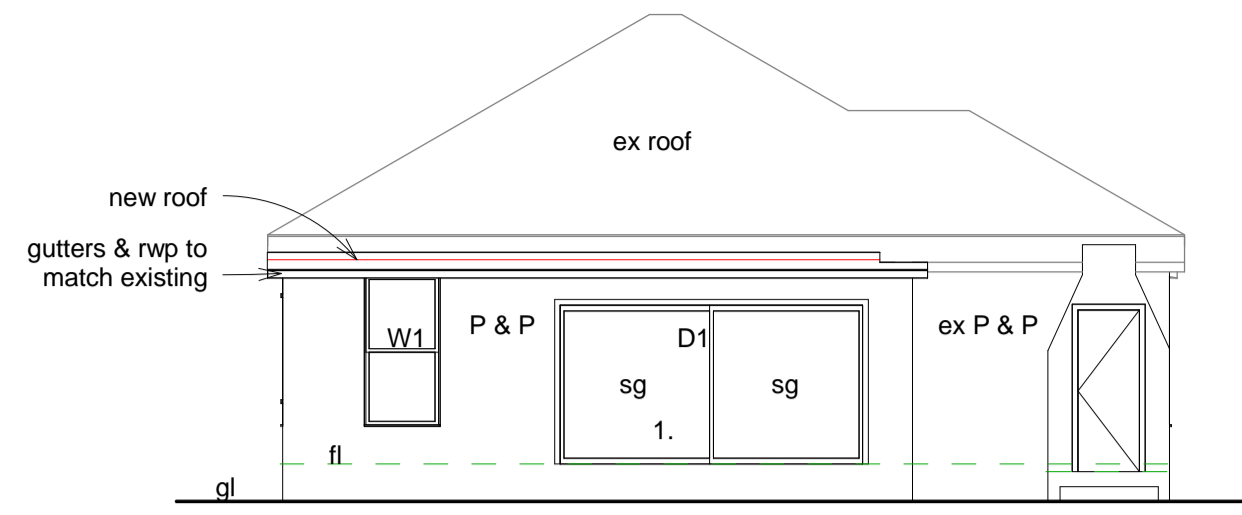 ex roof
new roof
gutters & rwp to
match existing
P & P
ex P & P
W1
D1
sg
sg
1.
fl
gl